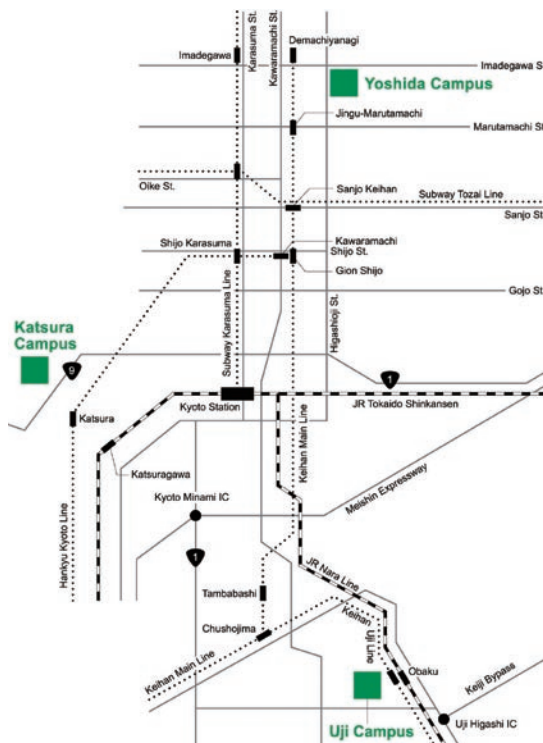 Karasuma St.
Kawaramachi St.
Demachiyanagi
Imadegawa
Imadegawa St
Yoshida Campus
Jingu-Marutamachi
Marutamachi St.
Oike St.
Sanjo Keihan
Subway Tozai Line
Sanjo St.
Shijo Karasuma
Kawaramachi
Shijo St.
Gion Shijo
Subway Karasuma Line
Higashioji St.
Gojo St.
Katsura
Campus
9
1
Kyoto Station
JR Tokaido Shinkansen
Katsura
Keihan Main Line
Katsuragawa
Hankyu Kyoto Line
Kyoto Minami IC
Meishin Expressway
1
JR Nara Line
Tambabashi
Chushojima
Keihan
Uji Line
Keihan Main Line
Obaku
Keiji Bypass
Uji Campus
Uji Higashi IC